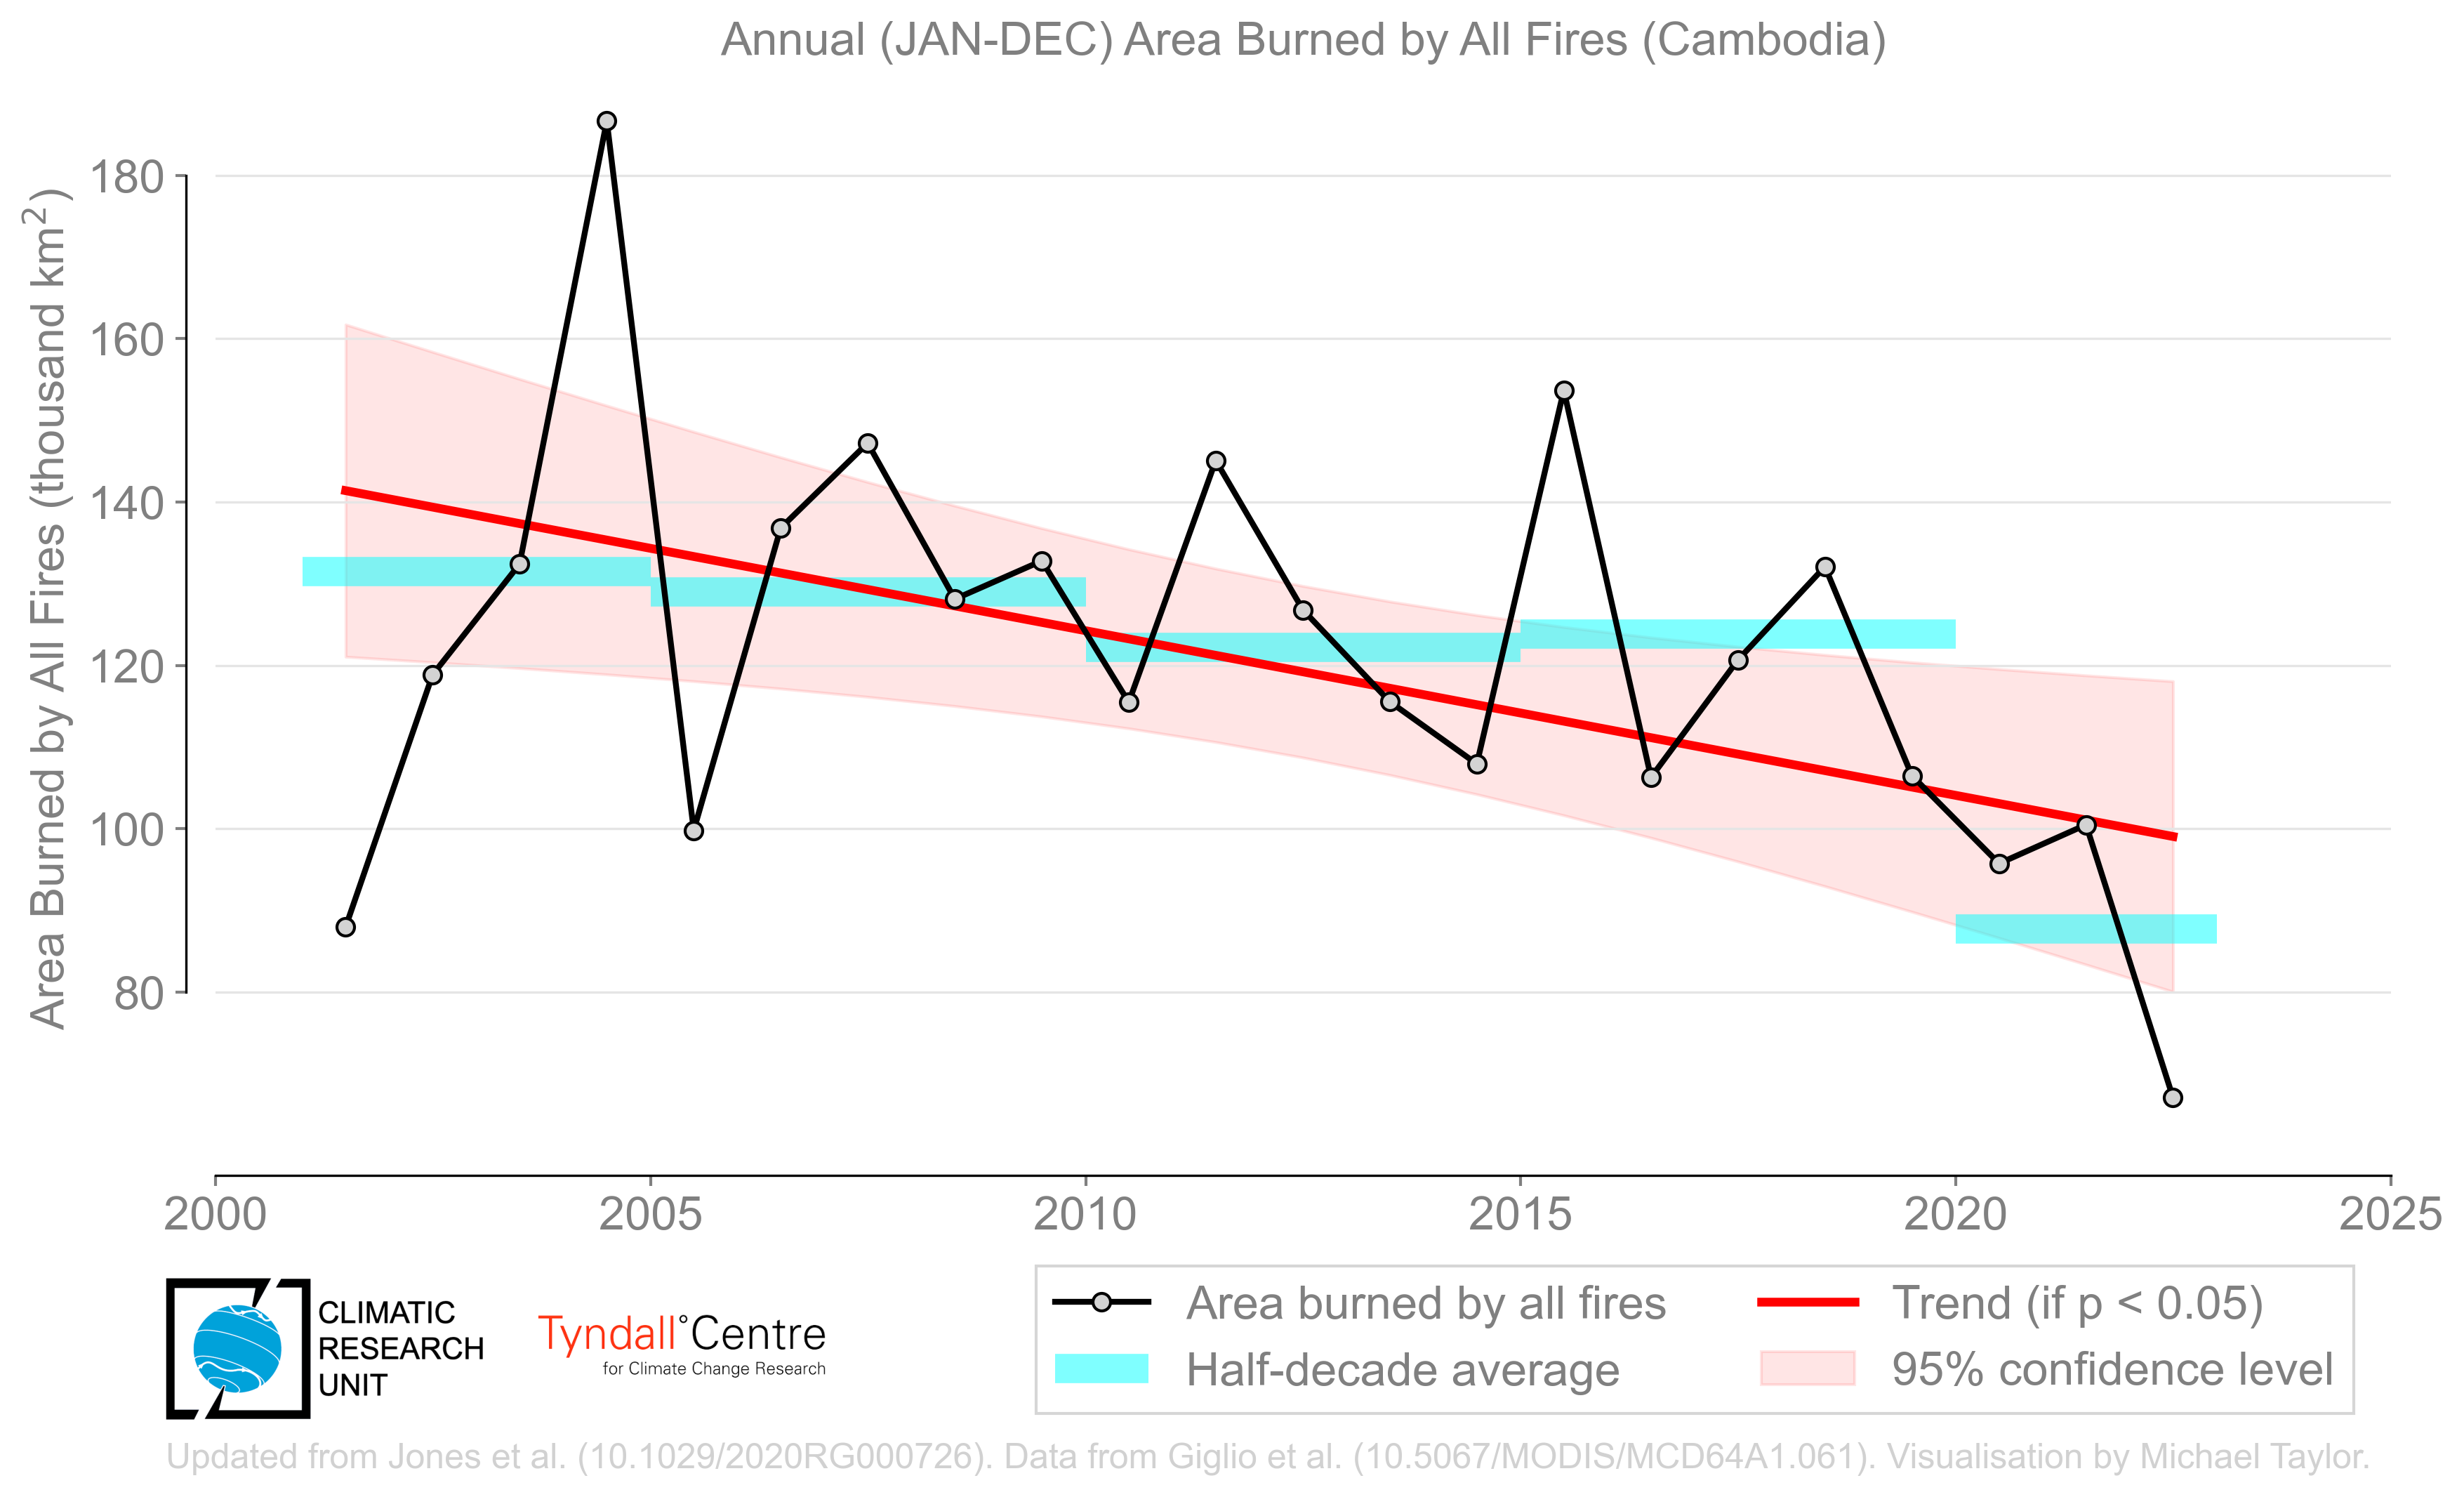 Annual (JAN-DEC) Area Burned by All Fires (Cambodia)
Area Burned by All Fires (thousand km²)
180
160
140
120
100
80
2000 2005 2010 2015 2020 2025
CLIMATIC
RESEARCH
UNIT
Tyndall°Centre
for Climate Change Research
Area burned by all fires
Half-decade average
Trend (if p < 0.05)
95% confidence level
Updated from Jones et al. (10.1029/2020RG000726). Data from Giglio et al. (10.5067/MODIS/MCD64A1.061). Visualisation by Michael Taylor.